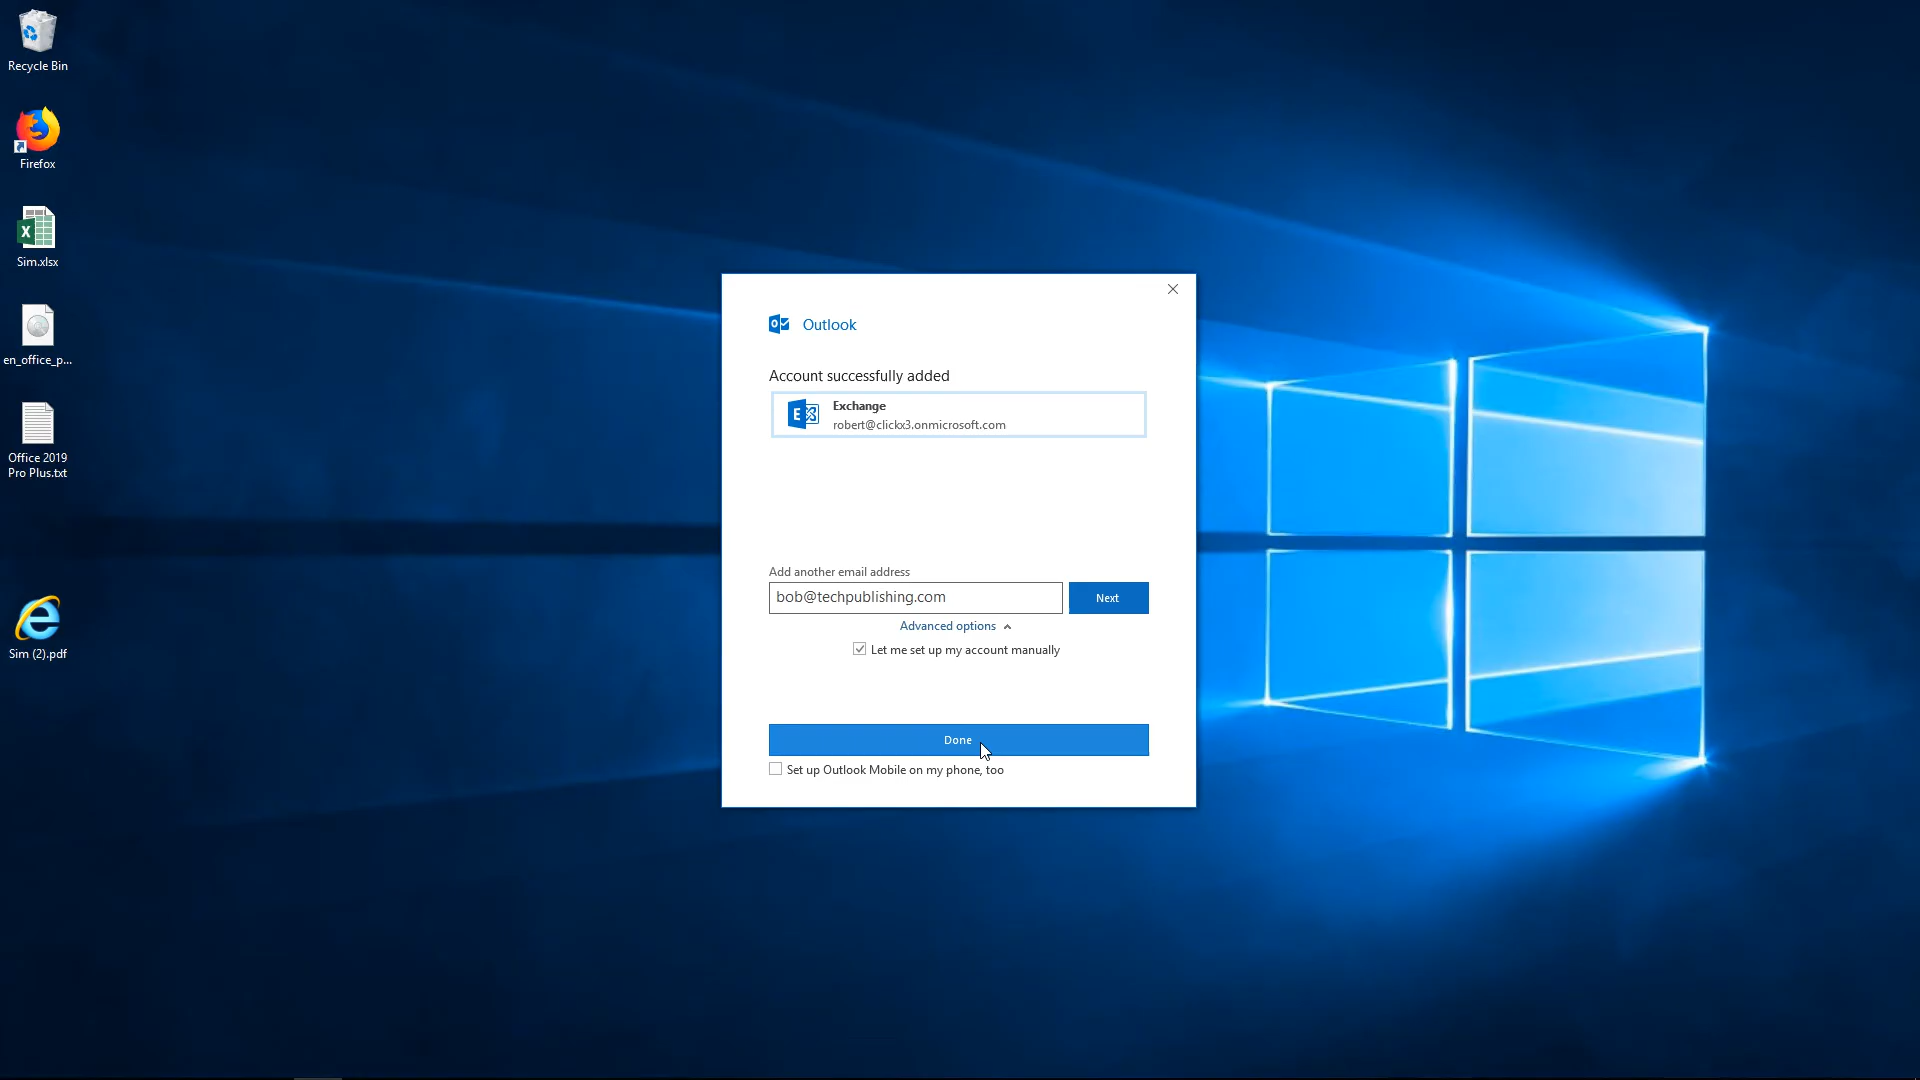 Recycle Bin
Firefox
Sim.xlsx
en_office_p...
Office 2019
Pro Plus.txt
Sim (2).pdf
Outlook
Account successfully added
Exchange
robert@clickx3.onmicrosoft.com
Add another email address
bob@techpublishing.com
Next
Advanced options
Let me set up my account manually
Done
Set up Outlook Mobile on my phone, too